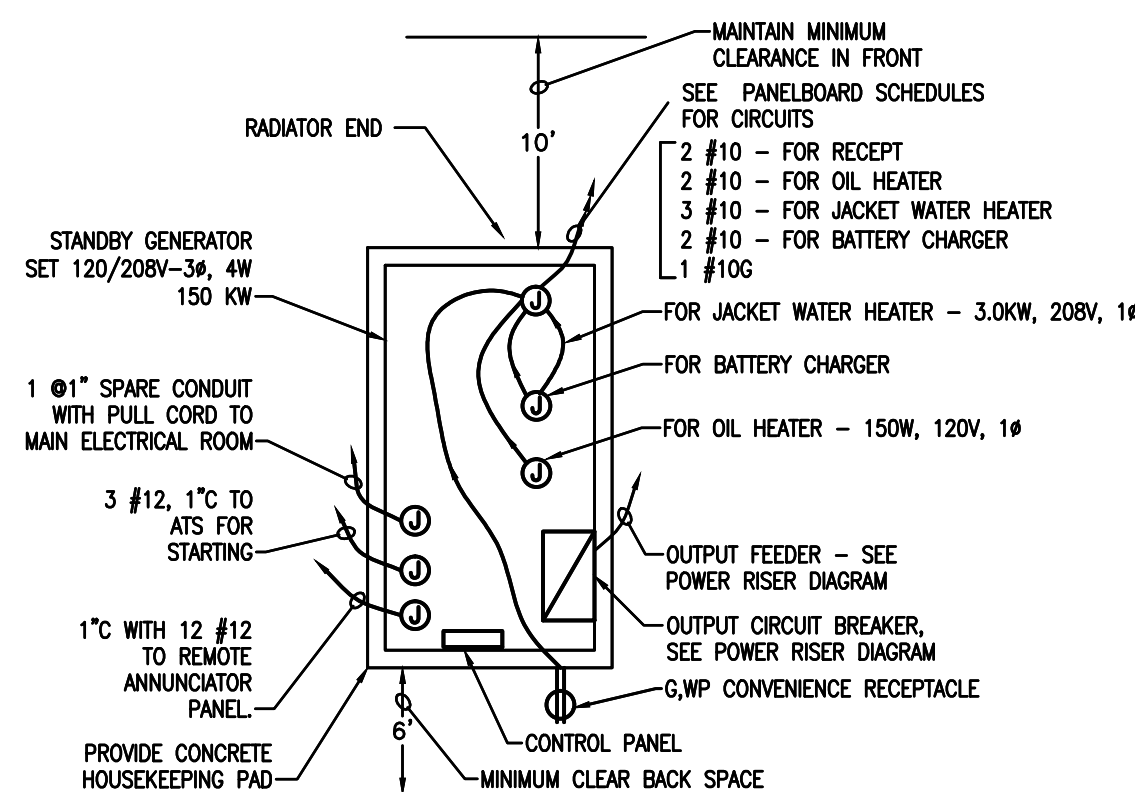 MAINTAIN MINIMUM
CLEARANCE IN FRONT
SEE PANELBOARD SCHEDULES
FOR CIRCUITS
RADIATOR END
10'
2 #10 – FOR RECEPT
2 #10 – FOR OIL HEATER
3 #10 – FOR JACKET WATER HEATER
2 #10 – FOR BATTERY CHARGER
1 #10G
STANDBY GENERATOR
SET 120/208V–3ø, 4W
150 KW
J
FOR JACKET WATER HEATER – 3.0KW, 208V, 1ø
FOR BATTERY CHARGER
J
1 @1" SPARE CONDUIT
WITH PULL CORD TO
MAIN ELECTRICAL ROOM
FOR OIL HEATER – 150W, 120V, 1ø
J
3 #12, 1"C TO
ATS FOR
STARTING
J
J
J
OUTPUT FEEDER – SEE
POWER RISER DIAGRAM
1"C WITH 12 #12
TO REMOTE
ANNUNCIATOR
PANEL.
OUTPUT CIRCUIT BREAKER,
SEE POWER RISER DIAGRAM
G,WP CONVENIENCE RECEPTACLE
6'
CONTROL PANEL
PROVIDE CONCRETE
HOUSEKEEPING PAD
MINIMUM CLEAR BACK SPACE